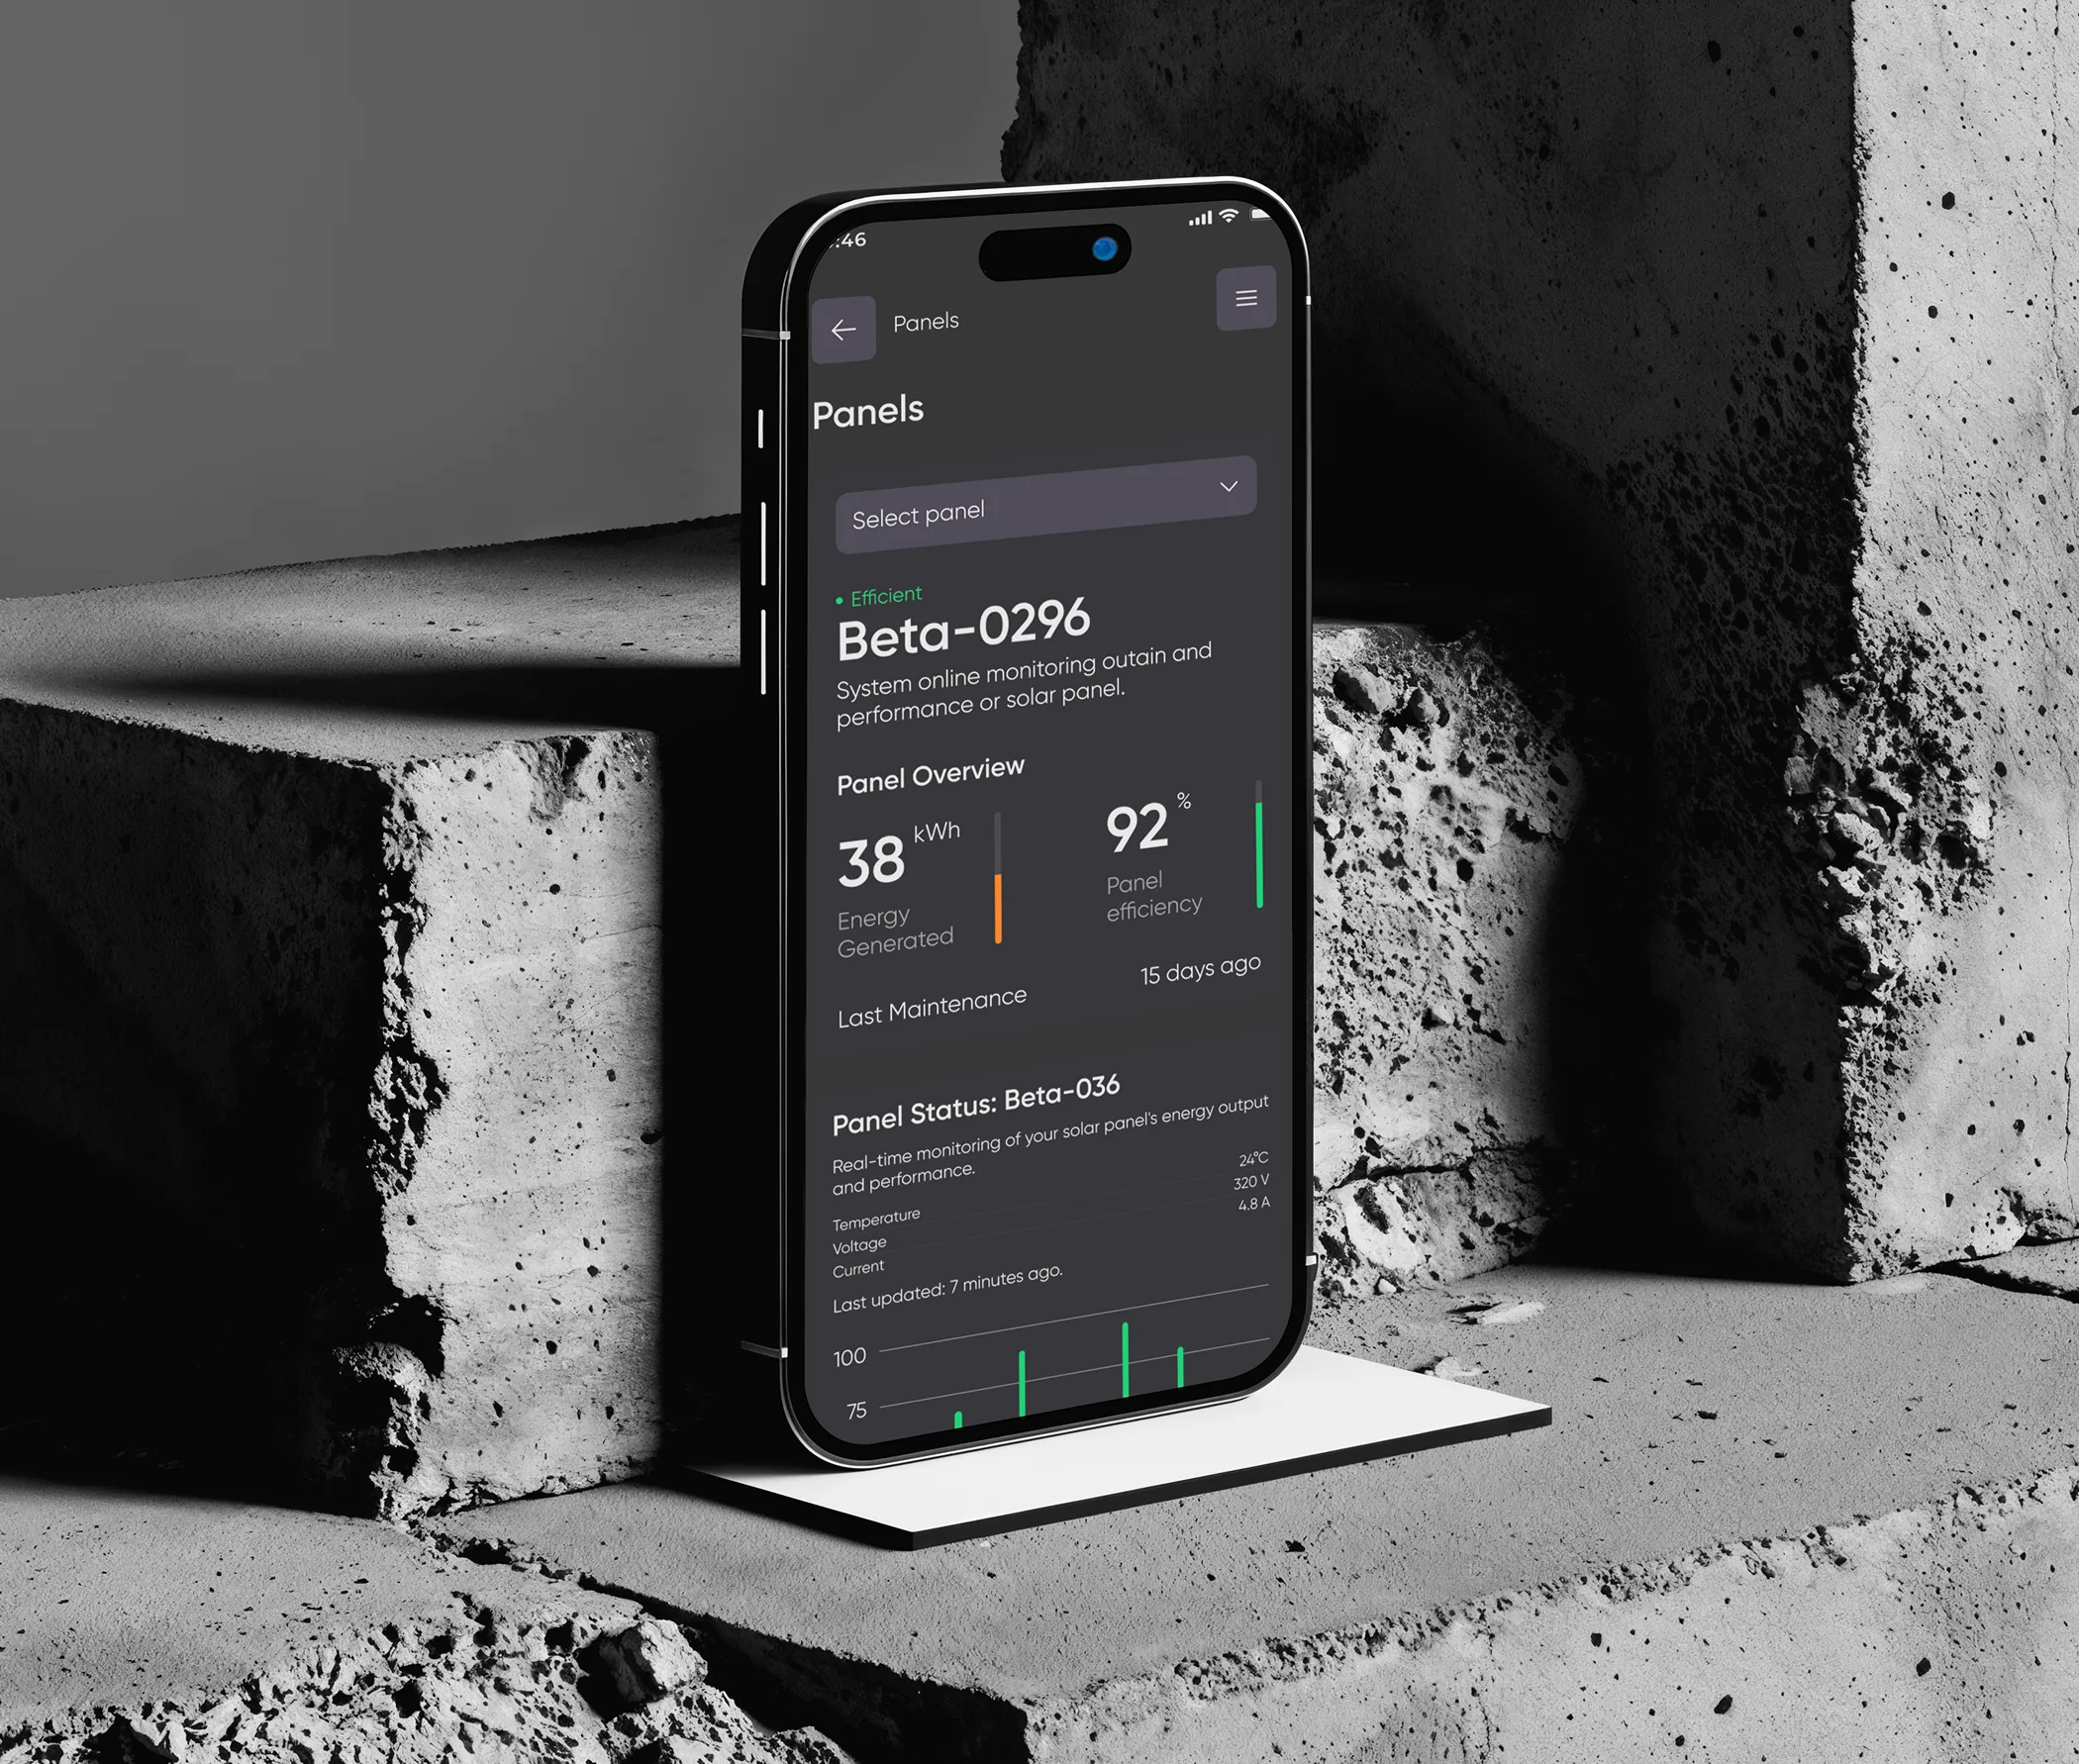 :46
Panels
Panels
Select panel
Efficient
Beta-0296
System online monitoring outain and
performance or solar panel.
Panel Overview
38 kWh
Energy
Generated
92 %
Panel
efficiency
Last Maintenance 15 days ago
Panel Status: Beta-036
Real-time monitoring of your solar panel's energy output
and performance.
Temperature 24°C
Voltage 320 V
Current 4.8 A
Last updated: 7 minutes ago.
100
75